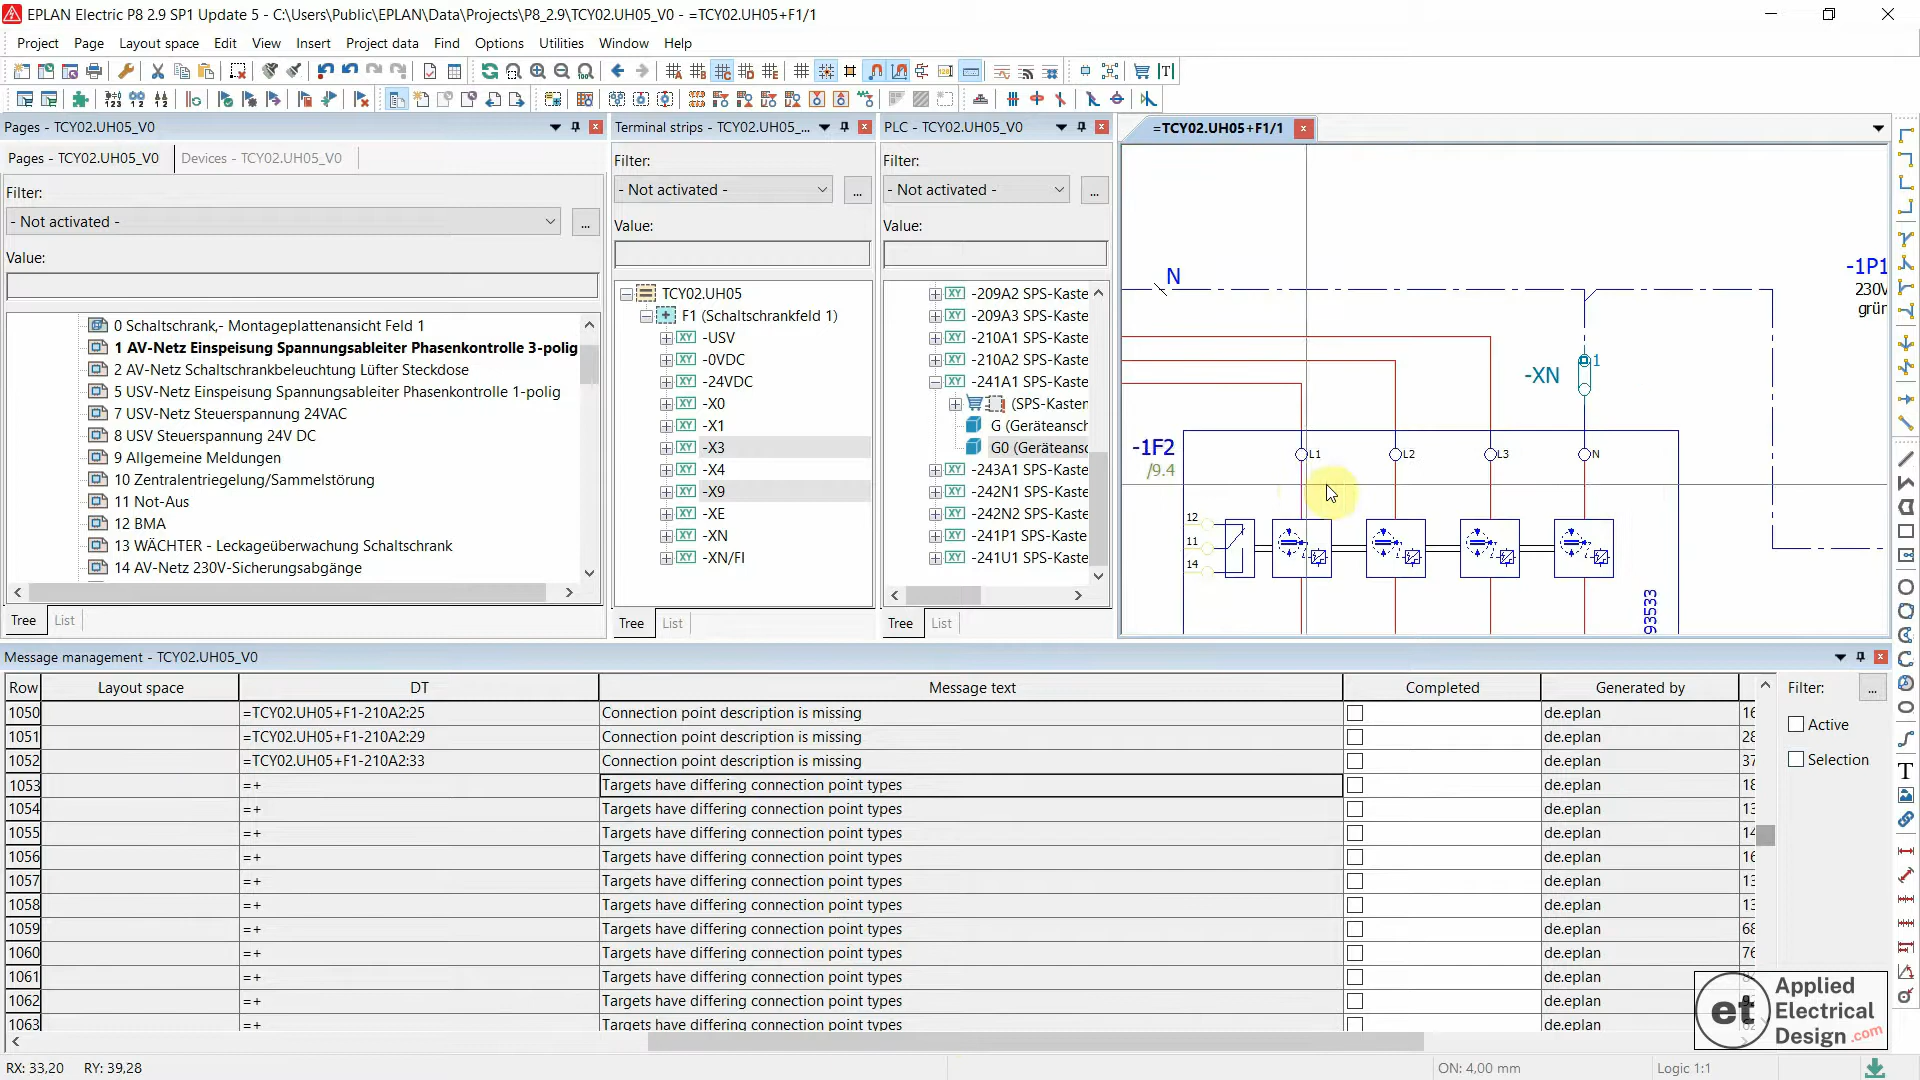 EPLAN Electric P8 2.9 SP1 Update 5 - C:\Users\Public\EPLAN\Data\Projects\P8_2.9\TCY02.UH05_V0 - =TCY02.UH05+F1/1
Project Page Layout space Edit View Insert Project data Find Options Utilities Window Help
Pages - TCY02.UH05_V0
Pages - TCY02.UH05_V0 Devices - TCY02.UH05_V0
Filter:
- Not activated -
...
Value:
0 Schaltschrank,- Montageplattenansicht Feld 1
1 AV-Netz Einspeisung Spannungsableiter Phasenkontrolle 3-polig
2 AV-Netz Schaltschrankbeleuchtung Lüfter Steckdose
5 USV-Netz Einspeisung Spannungsableiter Phasenkontrolle 1-polig
7 USV-Netz Steuerspannung 24VAC
8 USV Steuerspannung 24V DC
9 Allgemeine Meldungen
10 Zentralentriegelung/Sammelstörung
11 Not-Aus
12 BMA
13 WÄCHTER - Leckageüberwachung Schaltschrank
14 AV-Netz 230V-Sicherungsabgänge
Tree List
Terminal strips - TCY02.UH05_...
Filter:
- Not activated -
...
Value:
TCY02.UH05
F1 (Schaltschrankfeld 1)
-USV
-0VDC
-24VDC
-X0
-X1
-X3
-X4
-X9
-XE
-XN
-XN/FI
Tree List
PLC - TCY02.UH05_V0
Filter:
- Not activated -
...
Value:
-209A2 SPS-Kaste
-209A3 SPS-Kaste
-210A1 SPS-Kaste
-210A2 SPS-Kaste
-241A1 SPS-Kaste
(SPS-Kasten
G (Geräteansch
G0 (Geräteansc
-243A1 SPS-Kaste
-242N1 SPS-Kaste
-242N2 SPS-Kaste
-241P1 SPS-Kaste
-241U1 SPS-Kaste
Tree List
=TCY02.UH05+F1/1
N
-1P1
230V
grün
-XN
1
-1F2
/9.4
L1 L2 L3 N
12
11
14
93533
Message management - TCY02.UH05_V0
Row Layout space DT Message text Completed Generated by
1050 =TCY02.UH05+F1-210A2:25 Connection point description is missing de.eplan 16
1051 =TCY02.UH05+F1-210A2:29 Connection point description is missing de.eplan 28
1052 =TCY02.UH05+F1-210A2:33 Connection point description is missing de.eplan 37
1053 =+ Targets have differing connection point types de.eplan 18
1054 =+ Targets have differing connection point types de.eplan 13
1055 =+ Targets have differing connection point types de.eplan 14
1056 =+ Targets have differing connection point types de.eplan 16
1057 =+ Targets have differing connection point types de.eplan 13
1058 =+ Targets have differing connection point types de.eplan 13
1059 =+ Targets have differing connection point types de.eplan 68
1060 =+ Targets have differing connection point types de.eplan 76
1061 =+ Targets have differing connection point types de.eplan
1062 =+ Targets have differing connection point types de.eplan
1063 =+ Targets have differing connection point types de.eplan
Filter:
...
Active
Selection
et Applied
Electrical
Design.com
RX: 33,20 RY: 39,28
ON: 4,00 mm
Logic 1:1